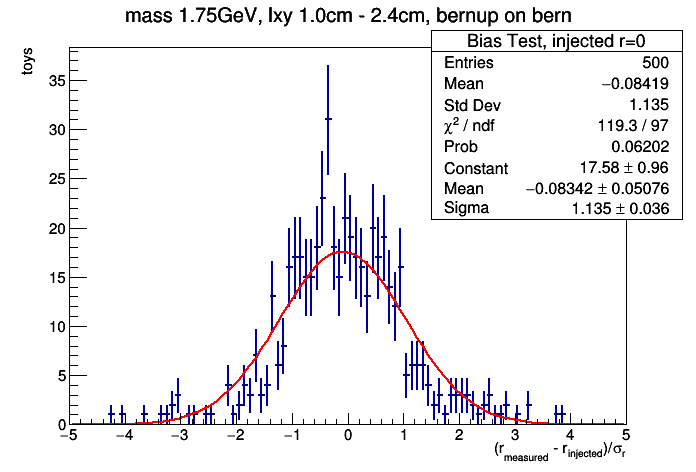 mass 1.75GeV, lxy 1.0cm - 2.4cm, bernup on bern
Bias Test, injected r=0
Entries 500
Mean −0.08419
Std Dev 1.135
χ² / ndf 119.3 / 97
Prob 0.06202
Constant 17.58 ± 0.96
Mean −0.08342 ± 0.05076
Sigma 1.135 ± 0.036
toys
35
30
25
20
15
10
5
0
−5 −4 −3 −2 −1 0 1 2 3 4 5
(r_measured - r_injected)/σ_r